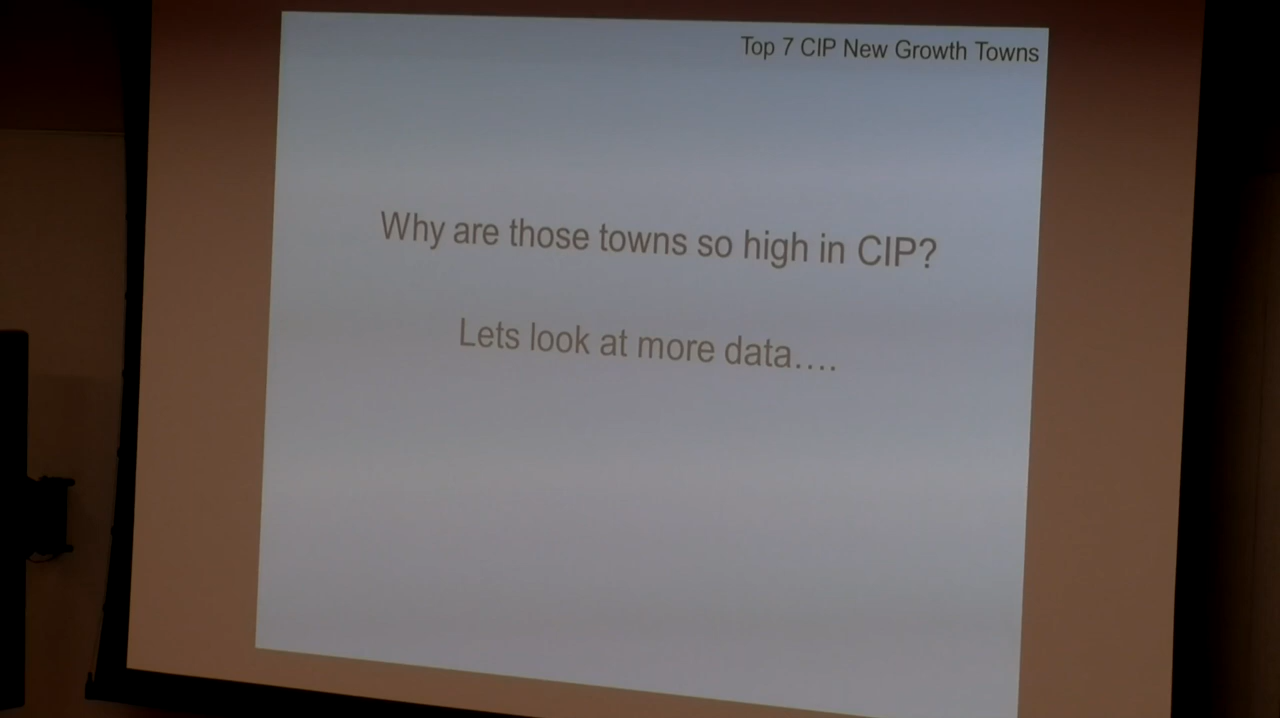 Top 7 CIP New Growth Towns
Why are those towns so high in CIP?
Lets look at more data....